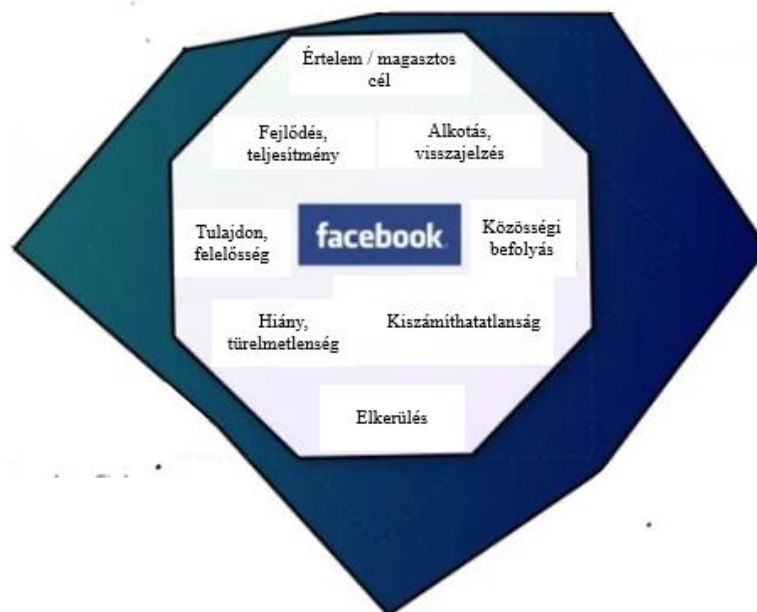 Értelem / magasztos
cél
Fejlődés,
teljesítmény
Alkotás,
visszajelzés
Tulajdon,
felelősség
facebook
Közösségi
befolyás
Hiány,
türelmetlenség
Kiszámíthatatlanság
Elkerülés